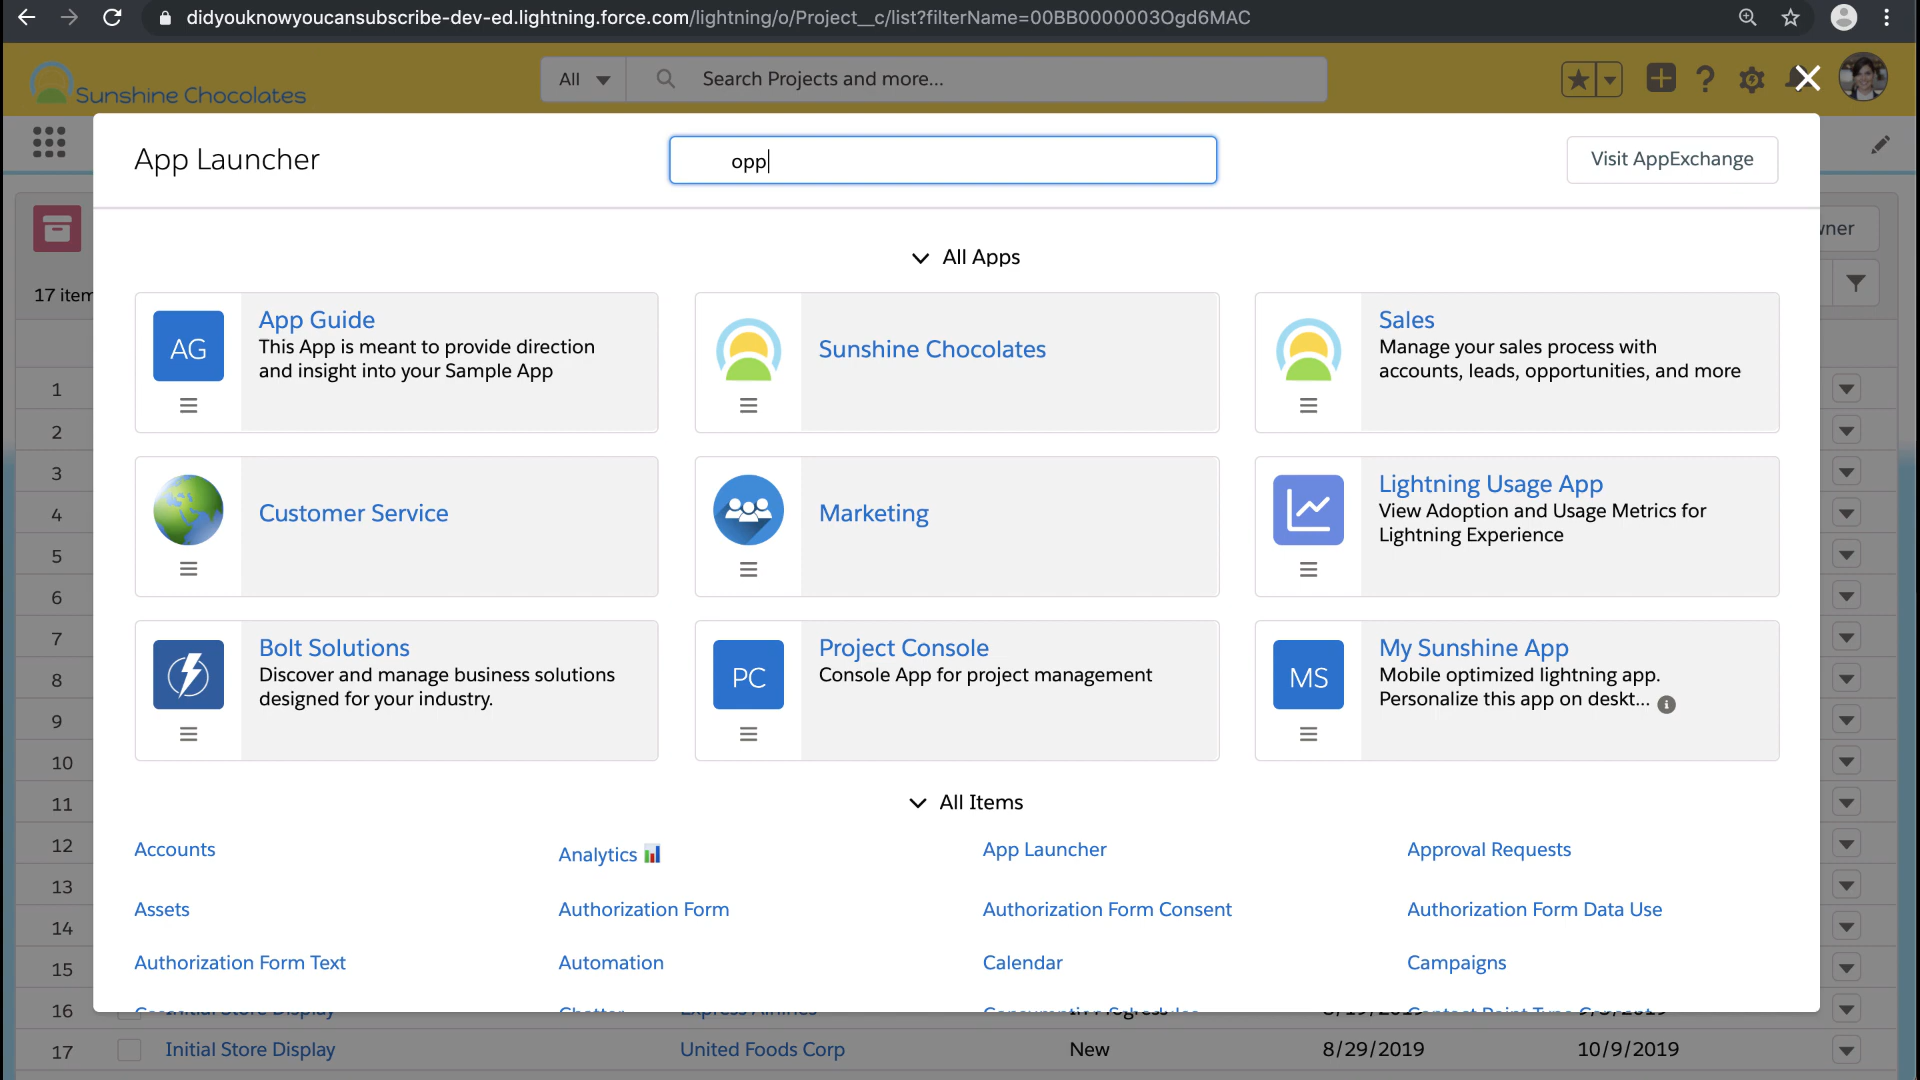 didyouknowyoucansubscribe-dev-ed.lightning.force.com/lightning/o/Project__c/list?filterName=00BB0000003Ogd6MAC
Sunshine Chocolates
All
Search Projects and more...
App Launcher
opp
Visit AppExchange
wner
17 item
All Apps
AG
App Guide
This App is meant to provide direction
and insight into your Sample App
Sunshine Chocolates
Sales
Manage your sales process with
accounts, leads, opportunities, and more
Customer Service
Marketing
Lightning Usage App
View Adoption and Usage Metrics for
Lightning Experience
Bolt Solutions
Discover and manage business solutions
designed for your industry.
PC
Project Console
Console App for project management
MS
My Sunshine App
Mobile optimized lightning app.
Personalize this app on deskt...
All Items
Accounts
Analytics
App Launcher
Approval Requests
Assets
Authorization Form
Authorization Form Consent
Authorization Form Data Use
Authorization Form Text
Automation
Calendar
Campaigns
1
2
3
4
5
6
7
8
9
10
11
12
13
14
15
16
17
Initial Store Display
United Foods Corp
New
8/29/2019
10/9/2019